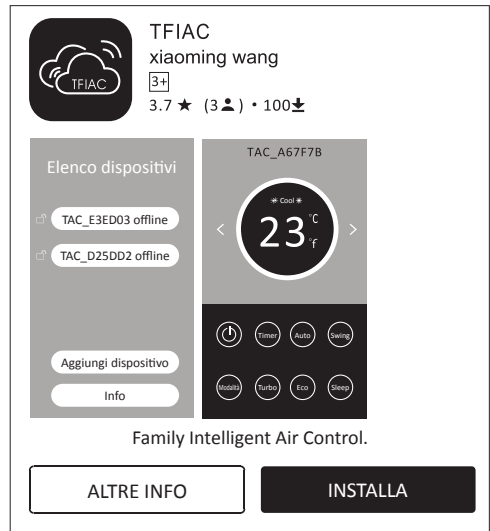 TFIAC
TFIAC
xiaoming wang
3+
3.7 ★ (3) • 100
Elenco dispositivi
TAC_E3ED03 offline
TAC_D25DD2 offline
Aggiungi dispositivo
Info
TAC_A67F7B
Cool
23 °C
°f
Timer
Auto
Swing
Modalità
Turbo
Eco
Sleep
Family Intelligent Air Control.
ALTRE INFO
INSTALLA